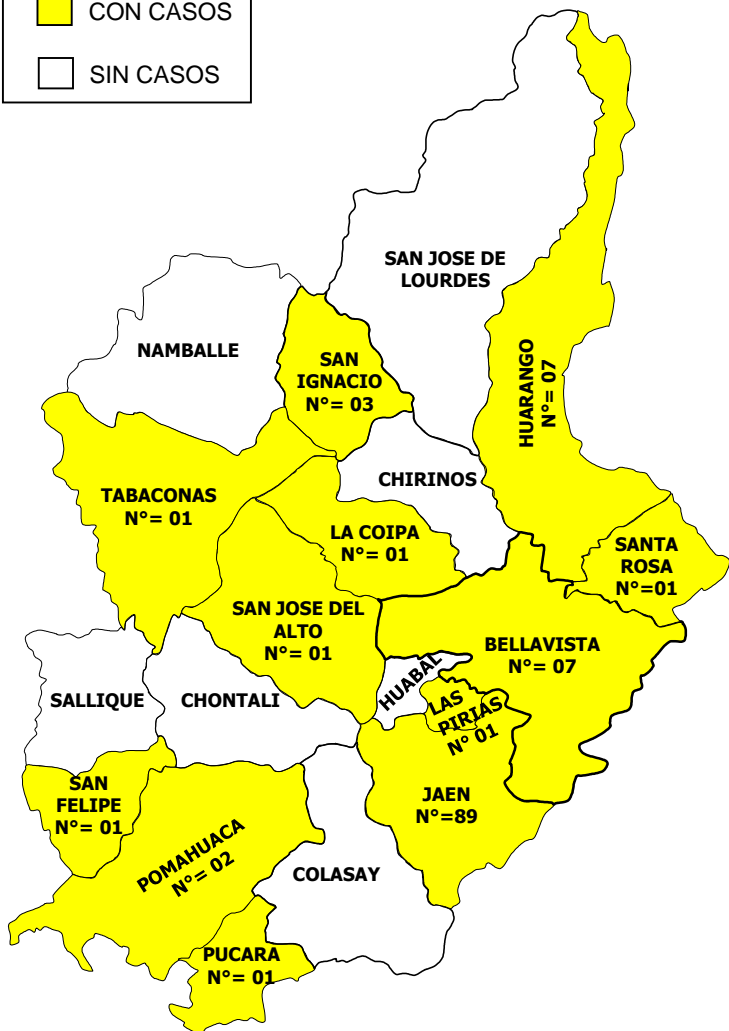 CON CASOS
SIN CASOS
SAN JOSE DE
LOURDES
NAMBALLE
SAN
IGNACIO
N°= 03
HUARANGO
N°= 07
CHIRINOS
TABACONAS
N°= 01
LA COIPA
N°= 01
SANTA
ROSA
N°=01
SAN JOSE DEL
ALTO
N°= 01
BELLAVISTA
N°= 07
HUABAL
SALLIQUE
CHONTALI
LAS
PIRIAS
N° 01
SAN
FELIPE
N°= 01
JAEN
N°=89
POMAHUACA
N°= 02
COLASAY
PUCARA
N°= 01